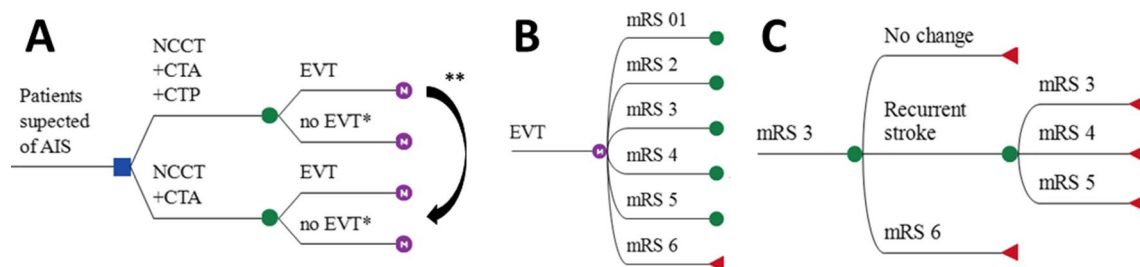 A
NCCT
+CTA
+CTP
EVT
**
no EVT*
Patients
supected
of AIS
NCCT
+CTA
EVT
no EVT*
M
M
M
M
B
mRS 01
mRS 2
mRS 3
EVT
M
mRS 4
mRS 5
mRS 6
C
No change
mRS 3
Recurrent
stroke
mRS 3
mRS 4
mRS 5
mRS 6